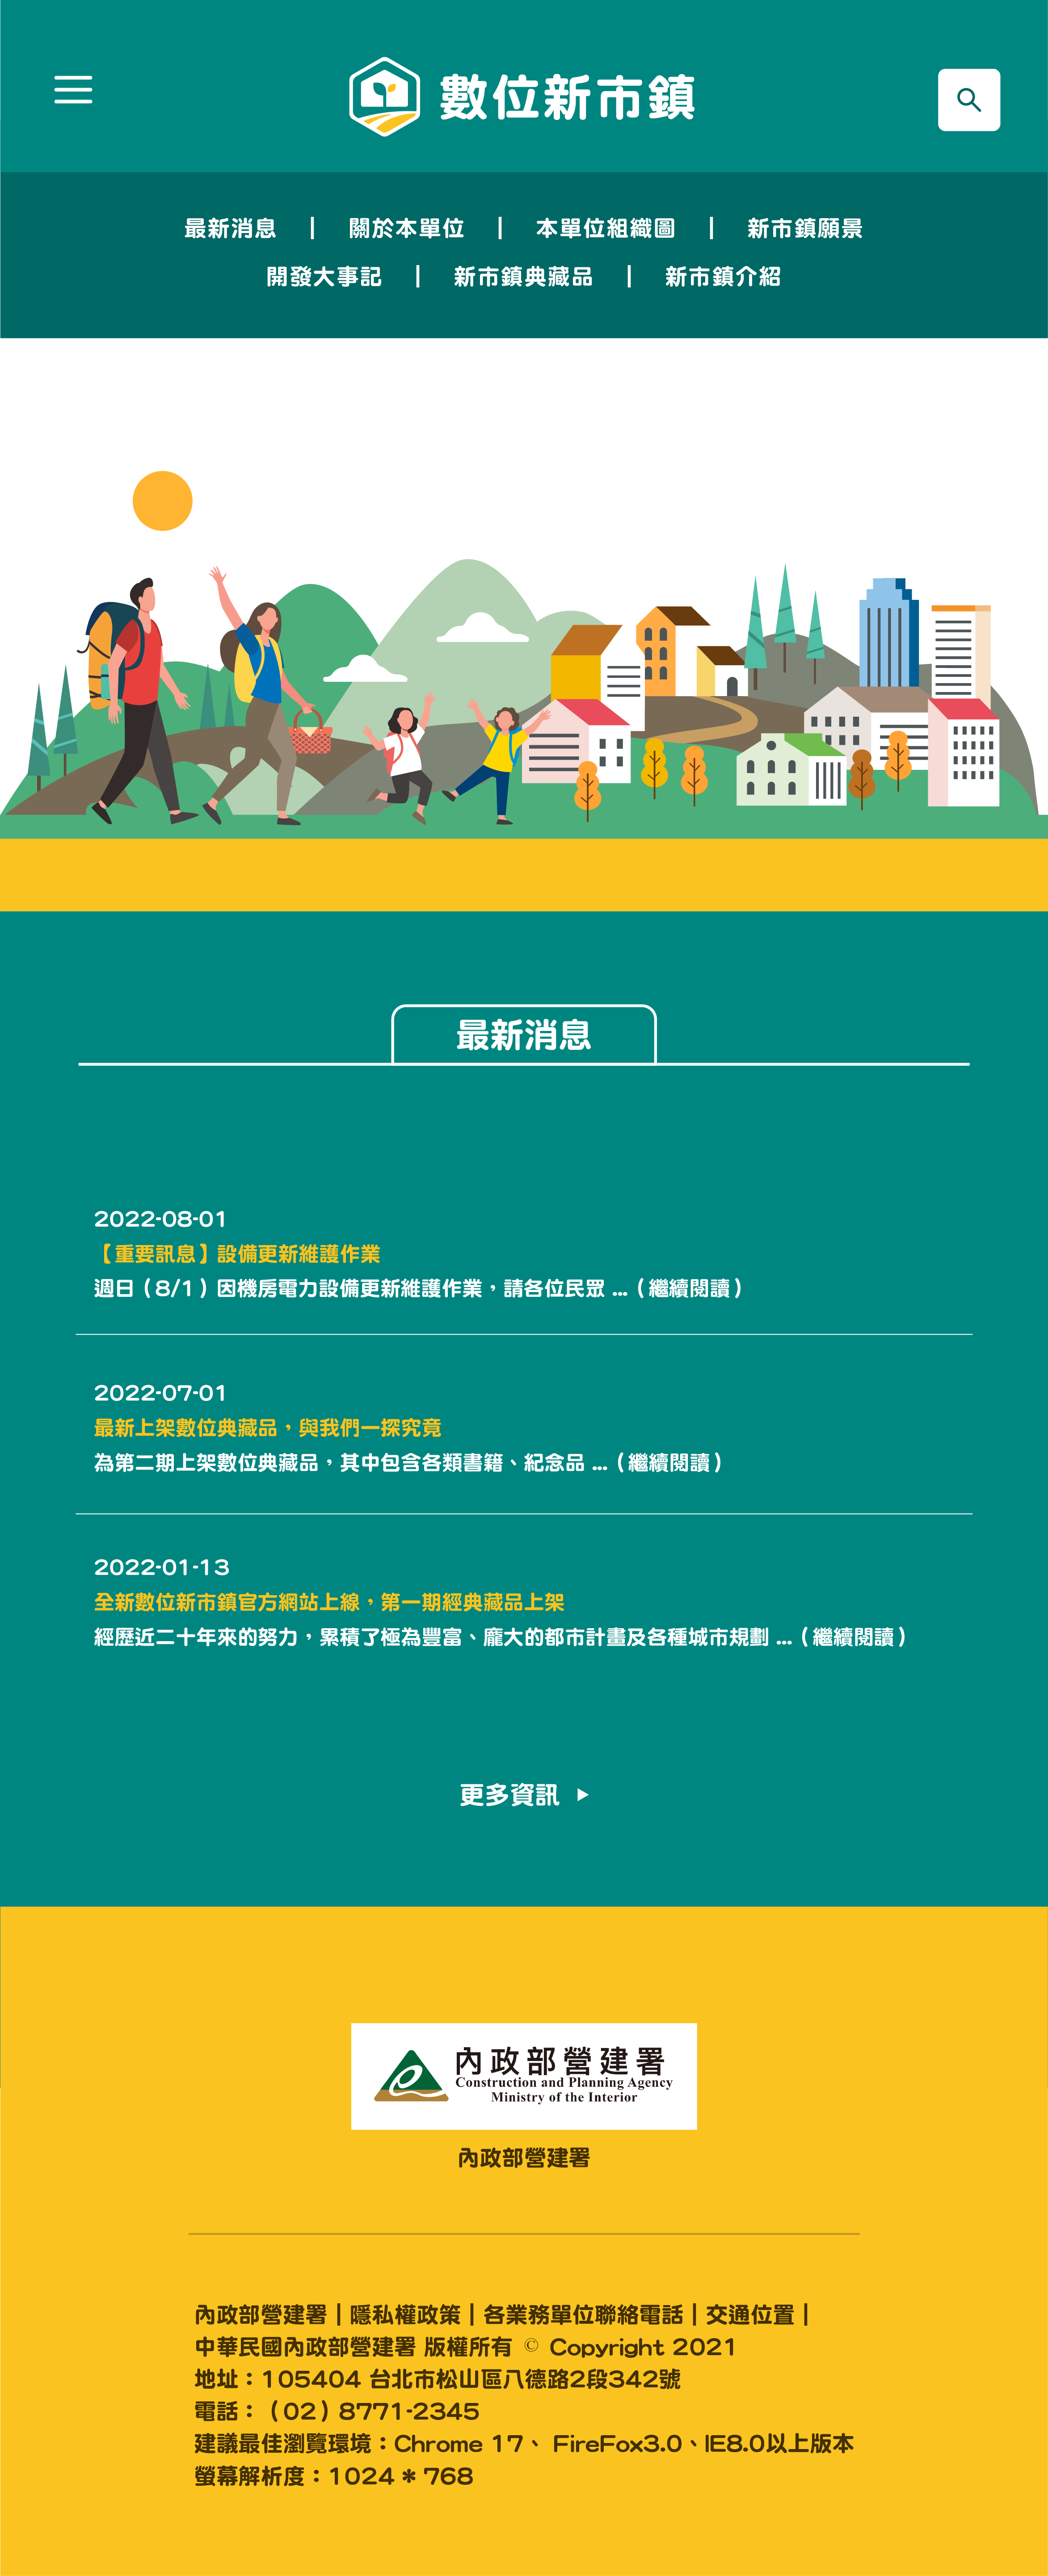 數位新市鎮
最新消息 | 關於本單位 | 本單位組織圖 | 新市鎮願景
開發大事記 | 新市鎮典藏品 | 新市鎮介紹
最新消息
2022-08-01
【重要訊息】設備更新維護作業
週日（8/1）因機房電力設備更新維護作業，請各位民眾 ...（繼續閱讀）
2022-07-01
最新上架數位典藏品，與我們一探究竟
為第二期上架數位典藏品，其中包含各類書籍、紀念品 ...（繼續閱讀）
2022-01-13
全新數位新市鎮官方網站上線，第一期經典藏品上架
經歷近二十年來的努力，累積了極為豐富、龐大的都市計畫及各種城市規劃 ...（繼續閱讀）
更多資訊
內政部營建署
Construction and Planning Agency
Ministry of the Interior
內政部營建署
內政部營建署 | 隱私權政策 | 各業務單位聯絡電話 | 交通位置 |
中華民國內政部營建署 版權所有 © Copyright 2021
地址：105404 台北市松山區八德路2段342號
電話：（02）8771-2345
建議最佳瀏覽環境：Chrome 17、 FireFox3.0、IE8.0以上版本
螢幕解析度：1024 * 768